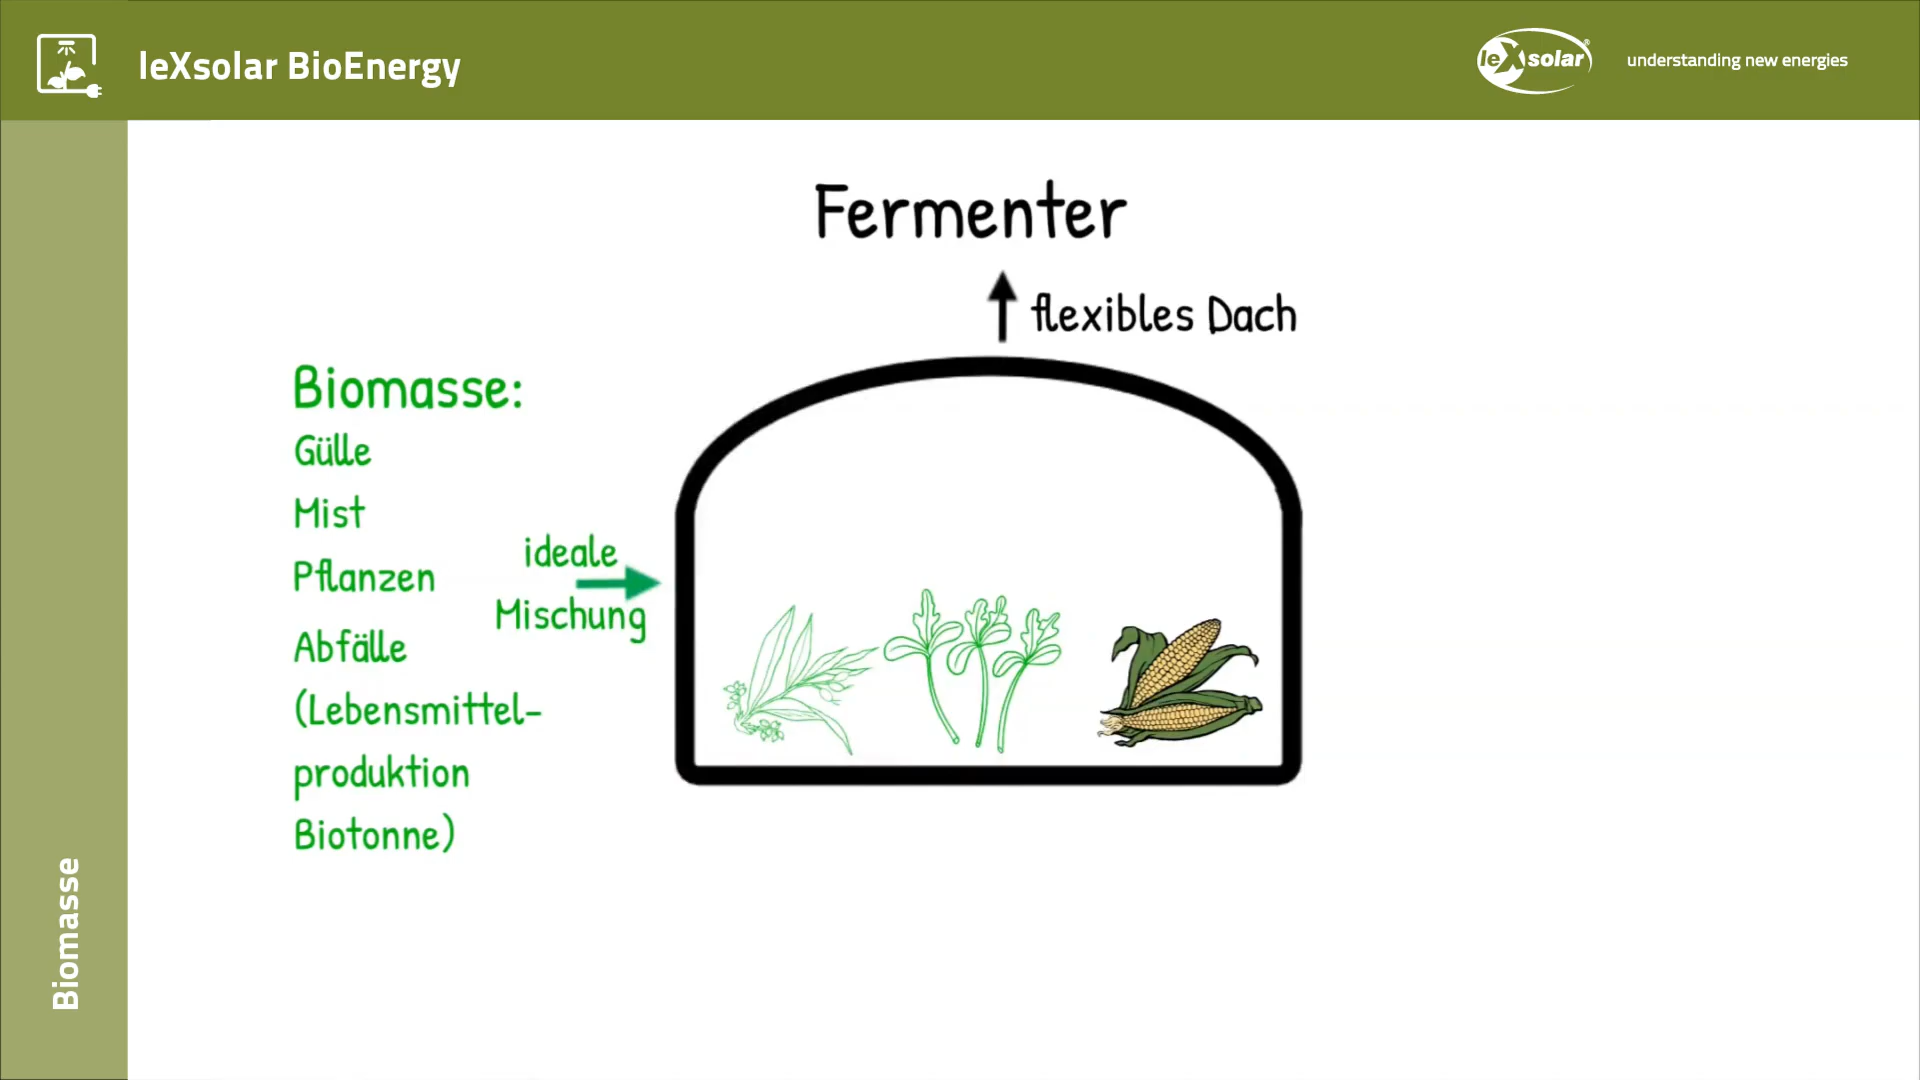 leXsolar BioEnergy
leXsolar®
understanding new energies
Fermenter
flexibles Dach
Biomasse:
Gülle
Mist
Pflanzen
Abfälle
(Lebensmittel-
produktion
Biotonne)
ideale
Mischung
Biomasse